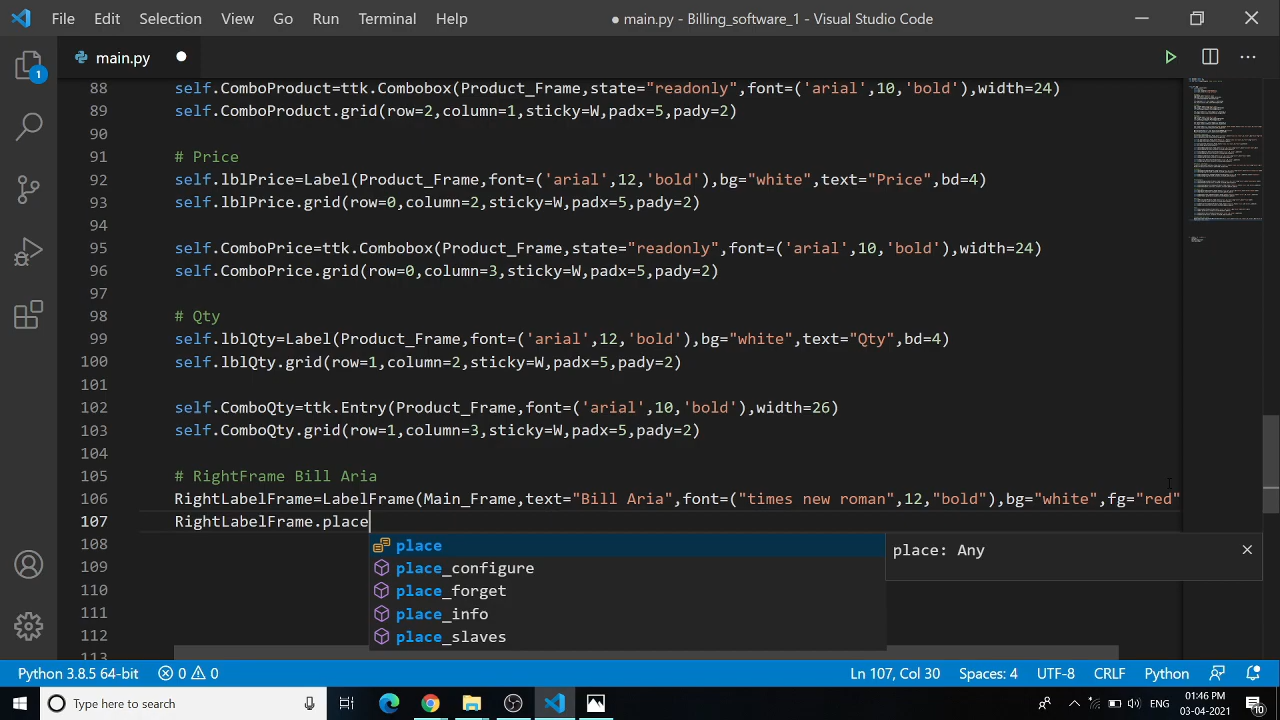 File Edit Selection View Go Run Terminal Help ● main.py - Billing_software_1 - Visual Studio Code
1 main.py
88 self.ComboProduct=ttk.Combobox(Product_Frame,state="readonly",font=('arial',10,'bold'),width=24)
89 self.ComboProduct.grid(row=2,column=3,sticky=W,padx=5,pady=2)
90
91 # Price
92 self.lblPrice=Label(Product_Frame,font=('arial',12,'bold'),bg="white",text="Price",bd=4)
93 self.lblPrice.grid(row=0,column=2,sticky=W,padx=5,pady=2)
94
95 self.ComboPrice=ttk.Combobox(Product_Frame,state="readonly",font=('arial',10,'bold'),width=24)
96 self.ComboPrice.grid(row=0,column=3,sticky=W,padx=5,pady=2)
97
98 # Qty
99 self.lblQty=Label(Product_Frame,font=('arial',12,'bold'),bg="white",text="Qty",bd=4)
100 self.lblQty.grid(row=1,column=2,sticky=W,padx=5,pady=2)
101
102 self.ComboQty=ttk.Entry(Product_Frame,font=('arial',10,'bold'),width=26)
103 self.ComboQty.grid(row=1,column=3,sticky=W,padx=5,pady=2)
104
105 # RightFrame Bill Aria
106 RightLabelFrame=LabelFrame(Main_Frame,text="Bill Aria",font=("times new roman",12,"bold"),bg="white",fg="red"
107 RightLabelFrame.place
108 place place: Any
109 place_configure
110 place_forget
111 place_info
112 place_slaves
113
Python 3.8.5 64-bit 0 0 Ln 107, Col 30 Spaces: 4 UTF-8 CRLF Python
Type here to search ENG 01:46 PM
03-04-2021